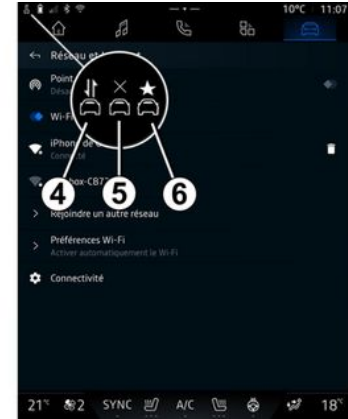 10°C 11:07
Réseau et
Point
Désa
Wi-Fi
iPhone de
Connecté
box-CB7
4
5
6
Rejoindre un autre réseau
Préférences Wi-Fi
Activer automatiquement le Wi-Fi
Connectivité
21° 2 SYNC A/C 18°